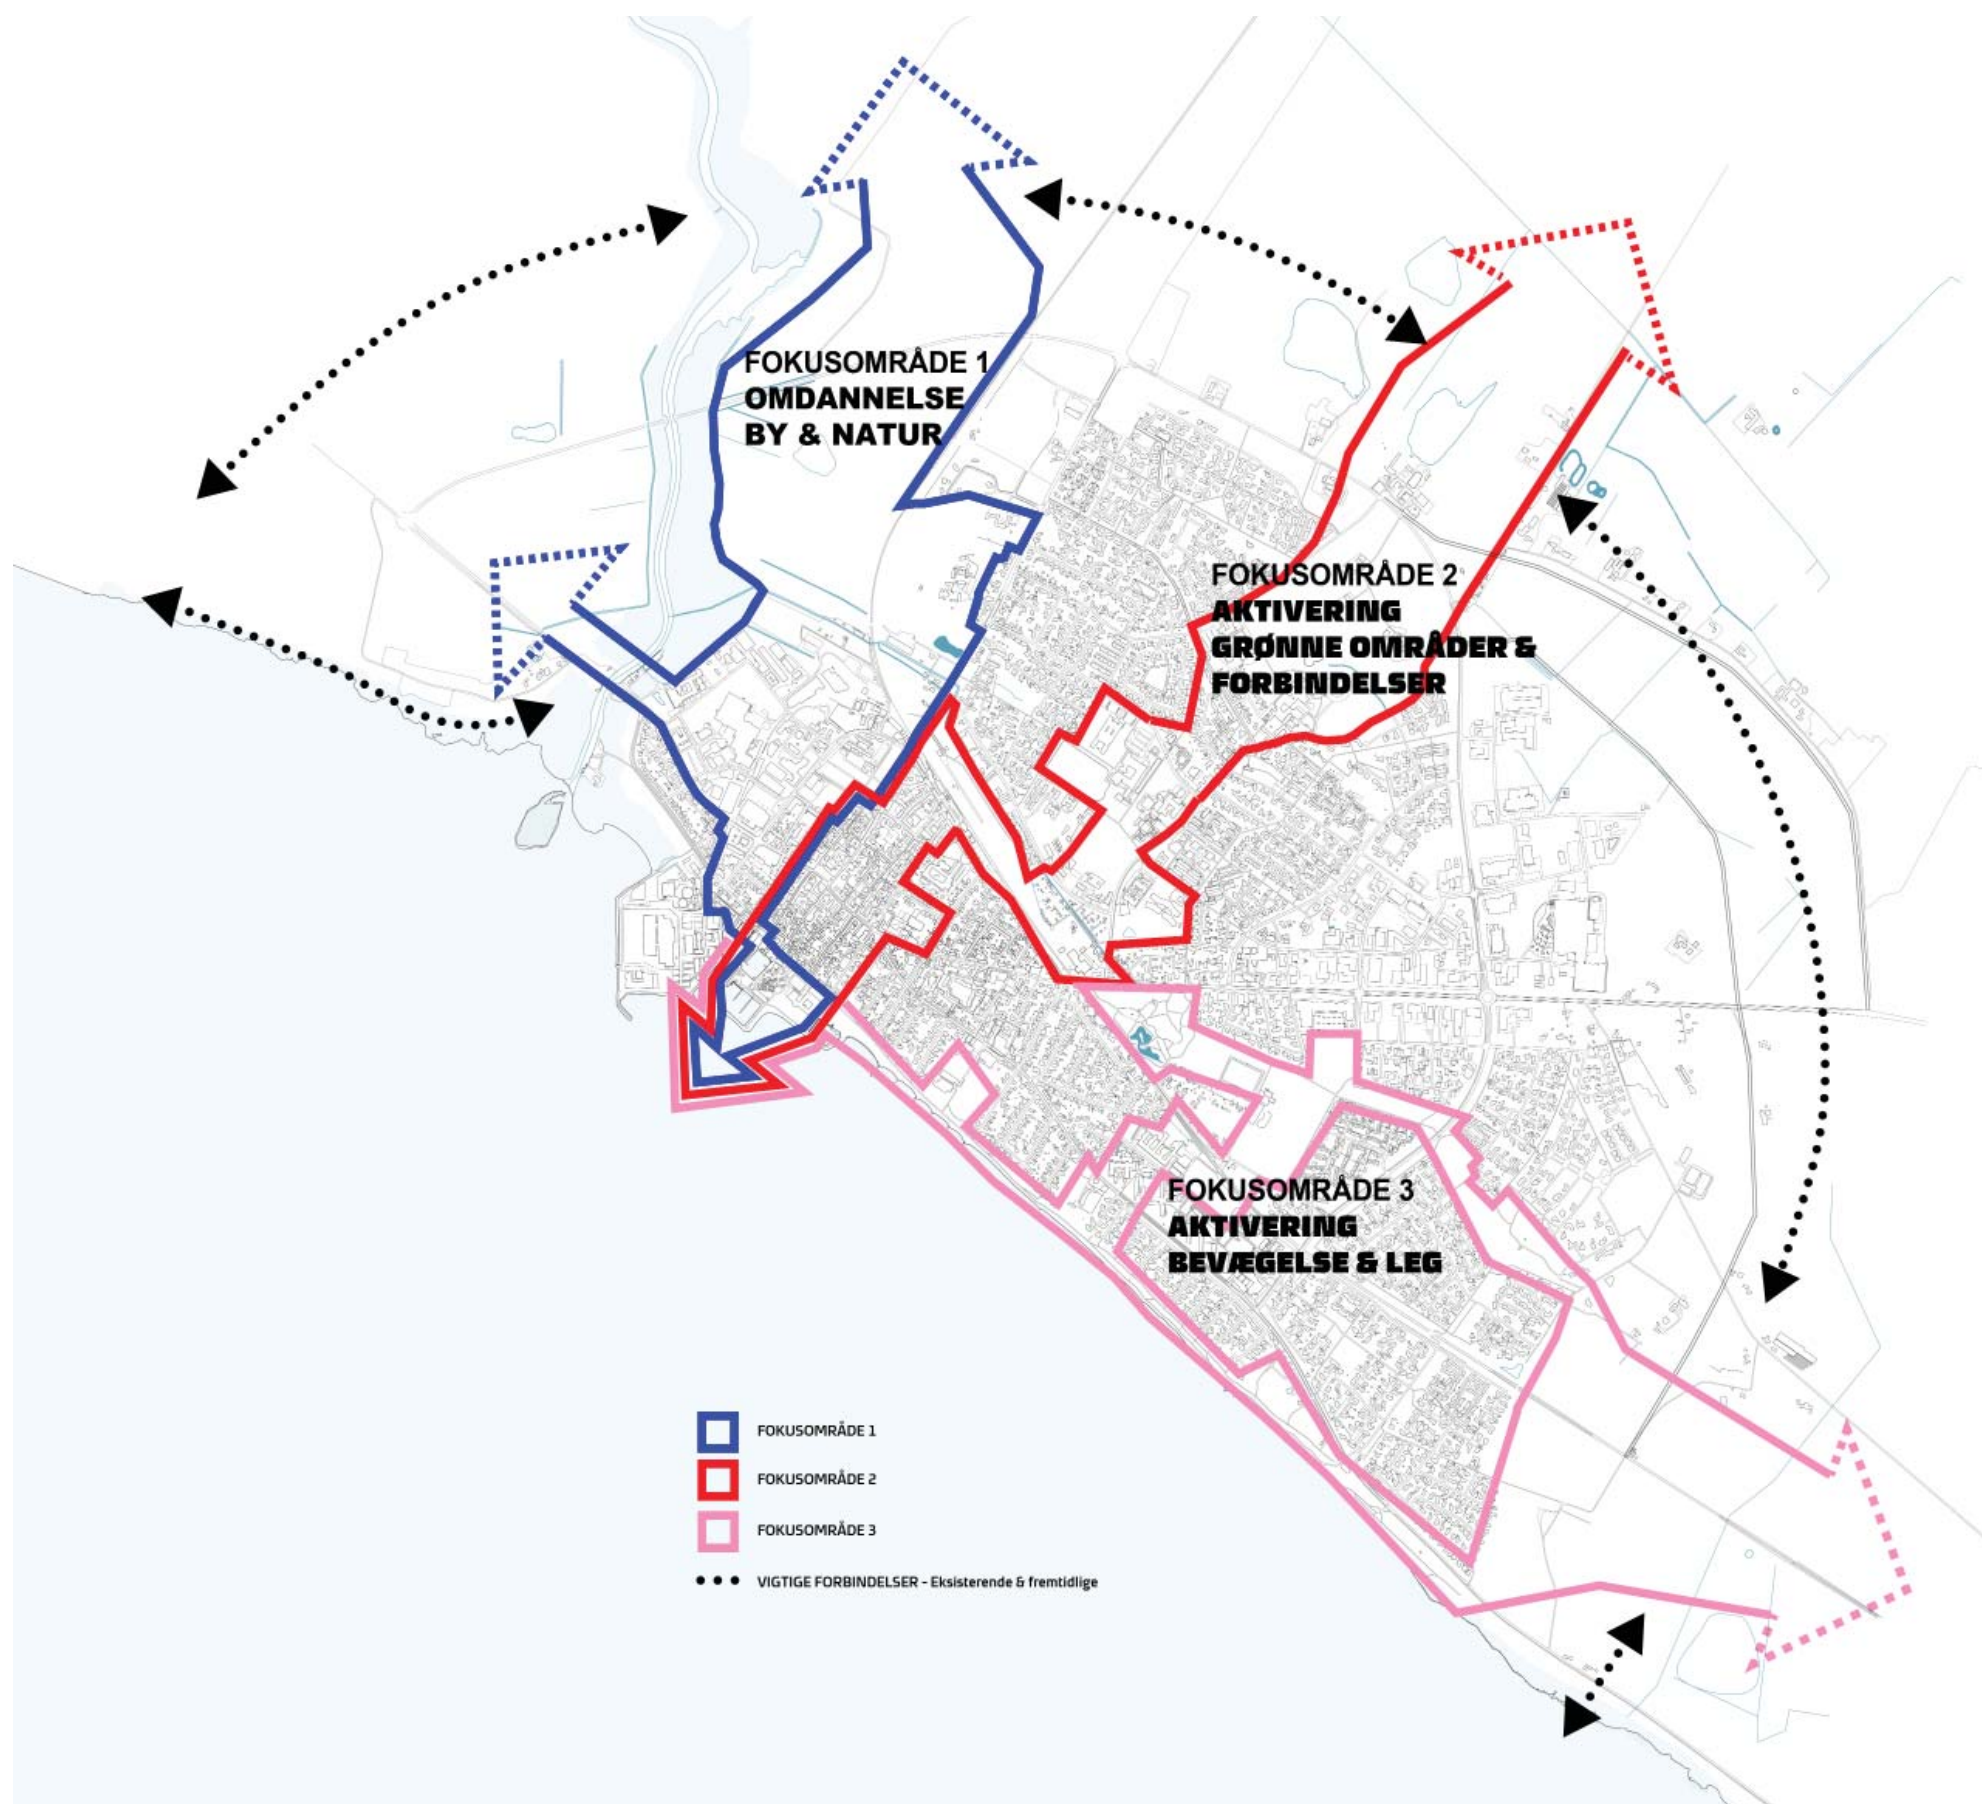 FOKUSOMRÅDE 1
OMDANNELSE
BY & NATUR
FOKUSOMRÅDE 2
AKTIVERING
GRØNNE OMRÅDER &
FORBINDELSER
FOKUSOMRÅDE 3
AKTIVERING
BEVÆGELSE & LEG
FOKUSOMRÅDE 1
FOKUSOMRÅDE 2
FOKUSOMRÅDE 3
VIGTIGE FORBINDELSER - Eksisterende & fremtidlige